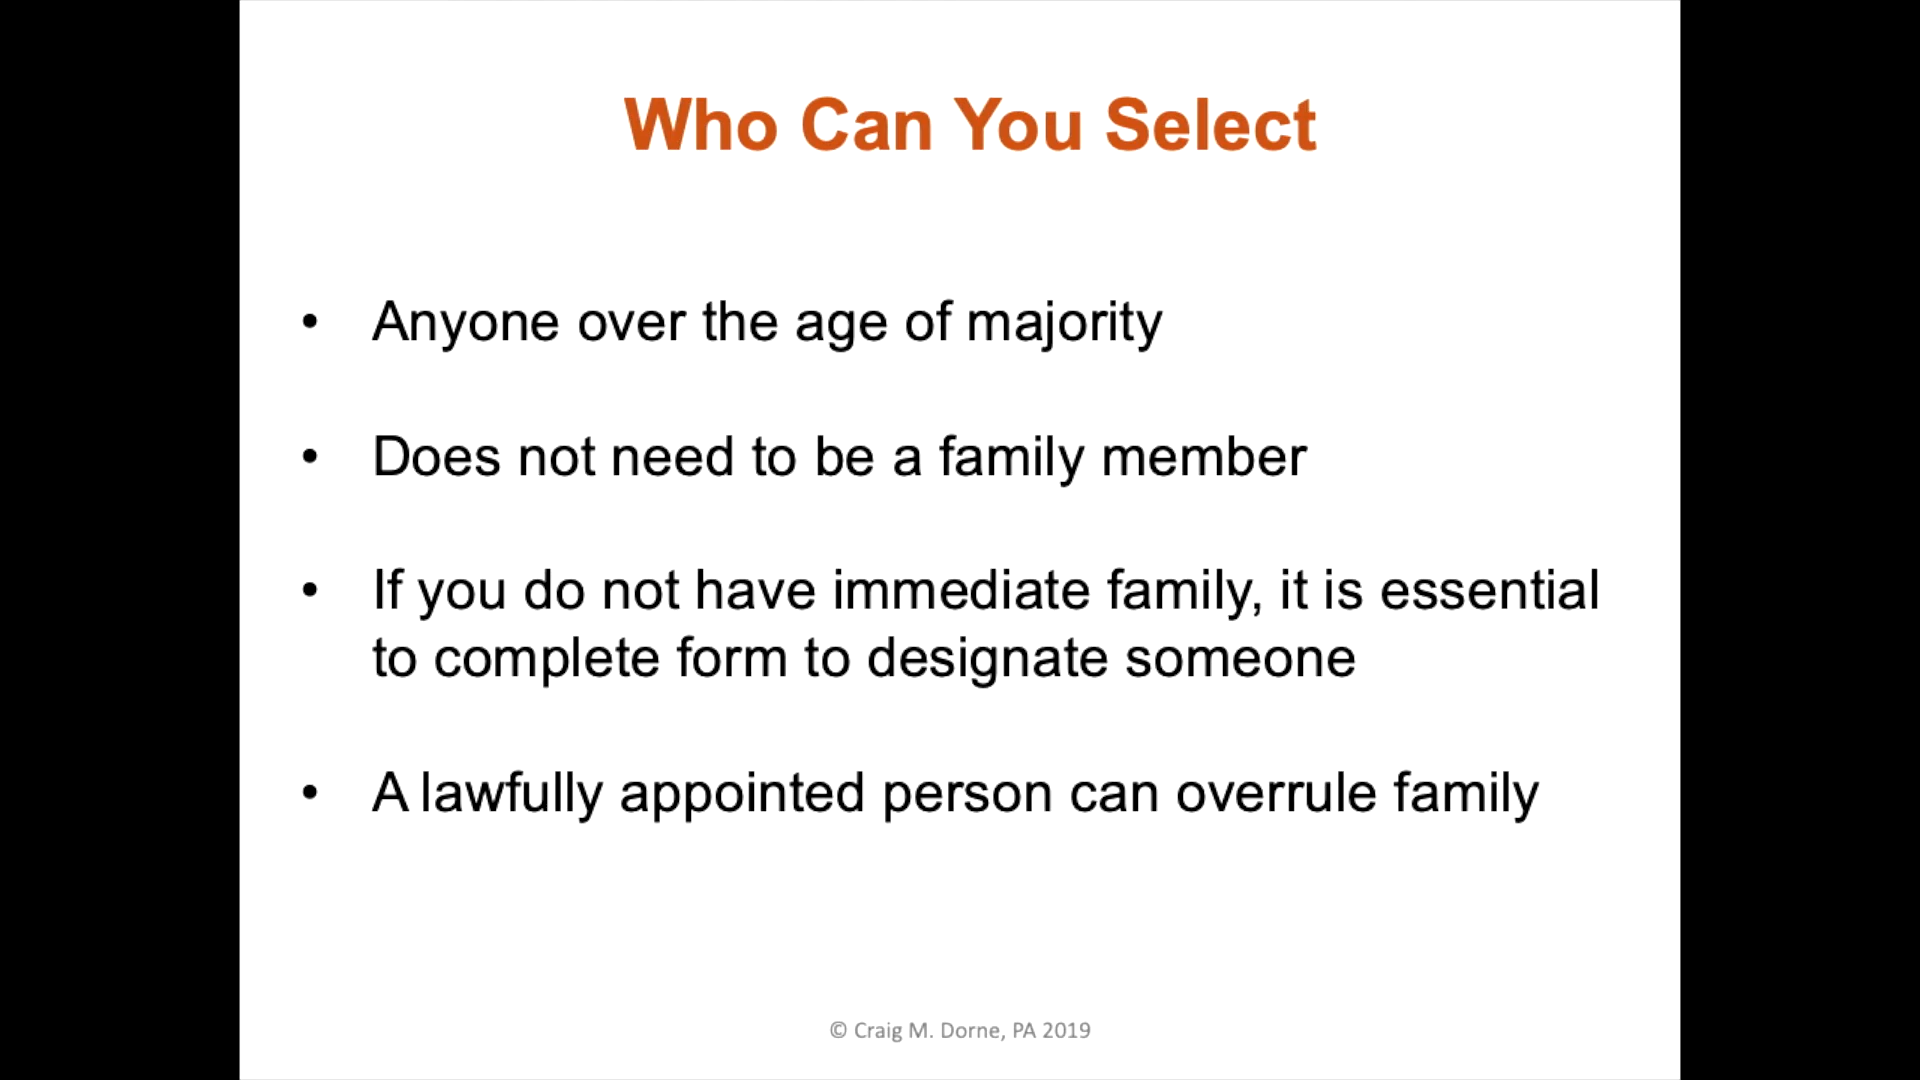 Who Can You Select
• Anyone over the age of majority
• Does not need to be a family member
• If you do not have immediate family, it is essential
to complete form to designate someone
• A lawfully appointed person can overrule family
© Craig M. Dorne, PA 2019